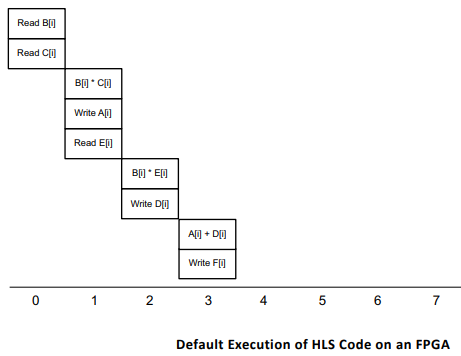 Read B[i]
Read C[i]
B[i] * C[i]
Write A[i]
Read E[i]
B[i] * E[i]
Write D[i]
A[i] + D[i]
Write F[i]
0 1 2 3 4 5 6 7
Default Execution of HLS Code on an FPGA